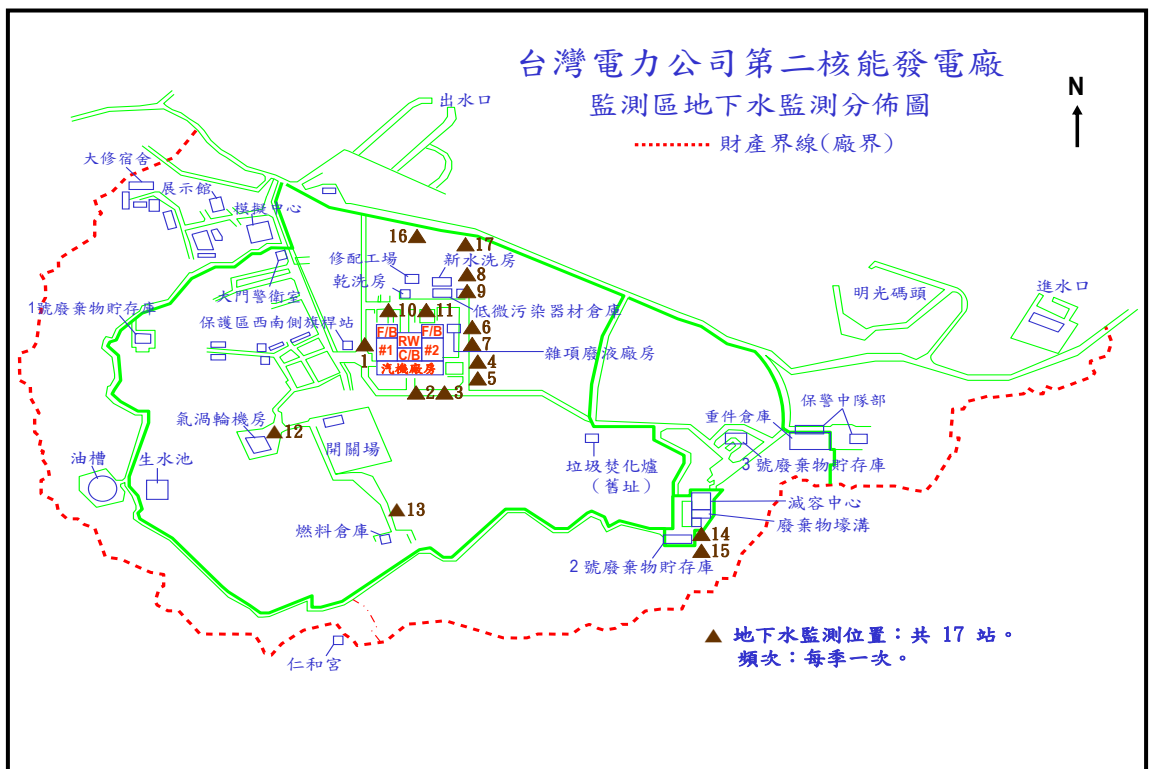 台灣電力公司第二核能發電廠
監測區地下水監測分佈圖
財產界線(廠界)
N
出水口
大修宿舍
展示館
模擬中心
16
17
修配工場
新水洗房
8
大門警衛室
乾洗房
9
明光碼頭
進水口
1號廢棄物貯存庫
10
11
低微污染器材倉庫
保護區西南側旗桿站
F/B
F/B
6
RW
#1
#2
7
C/B
雜項廢液廠房
1
汽機廠房
4
5
2
3
保警中隊部
氣渦輪機房
重件倉庫
12
開關場
油槽
生水池
垃圾焚化爐
(舊址)
3號廢棄物貯存庫
減容中心
13
廢棄物壕溝
燃料倉庫
14
15
2號廢棄物貯存庫
地下水監測位置：共 17 站。
頻次：每季一次。
仁和宮